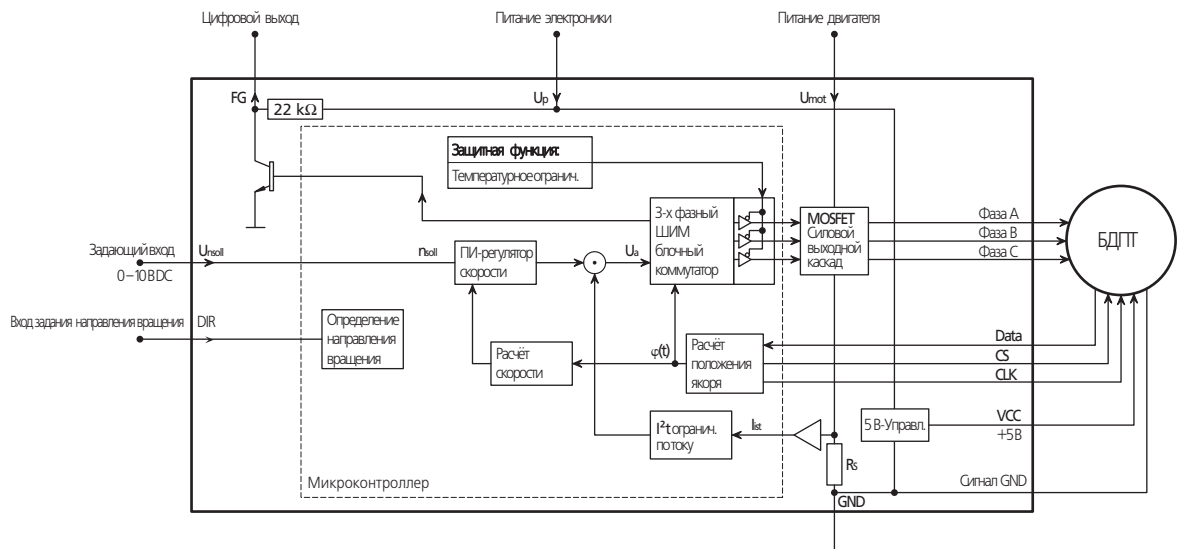 Цифровой выход
Питание электроники
Питание двигателя
FG
22 kΩ
Up
Umot
Защитная функция:
Температурное огранич.
3-х фазный
ШИМ
блочный
коммутатор
MOSFET
Силовой
выходной
каскад
Фаза A
Фаза B
Фаза C
БДПТ
Задающий вход
0–10В DC
Unsoll
nsoll
ПИ-регулятор
скорости
Ua
Вход задания направления вращения
DIR
Определение
направления
вращения
Расчёт
скорости
φ(t)
Расчёт
положения
якоря
Data
CS
CLK
I²t огранич.
по току
Iist
5 В-Управл.
VCC
+5В
Rs
Микроконтроллер
GND
Сигнал GND